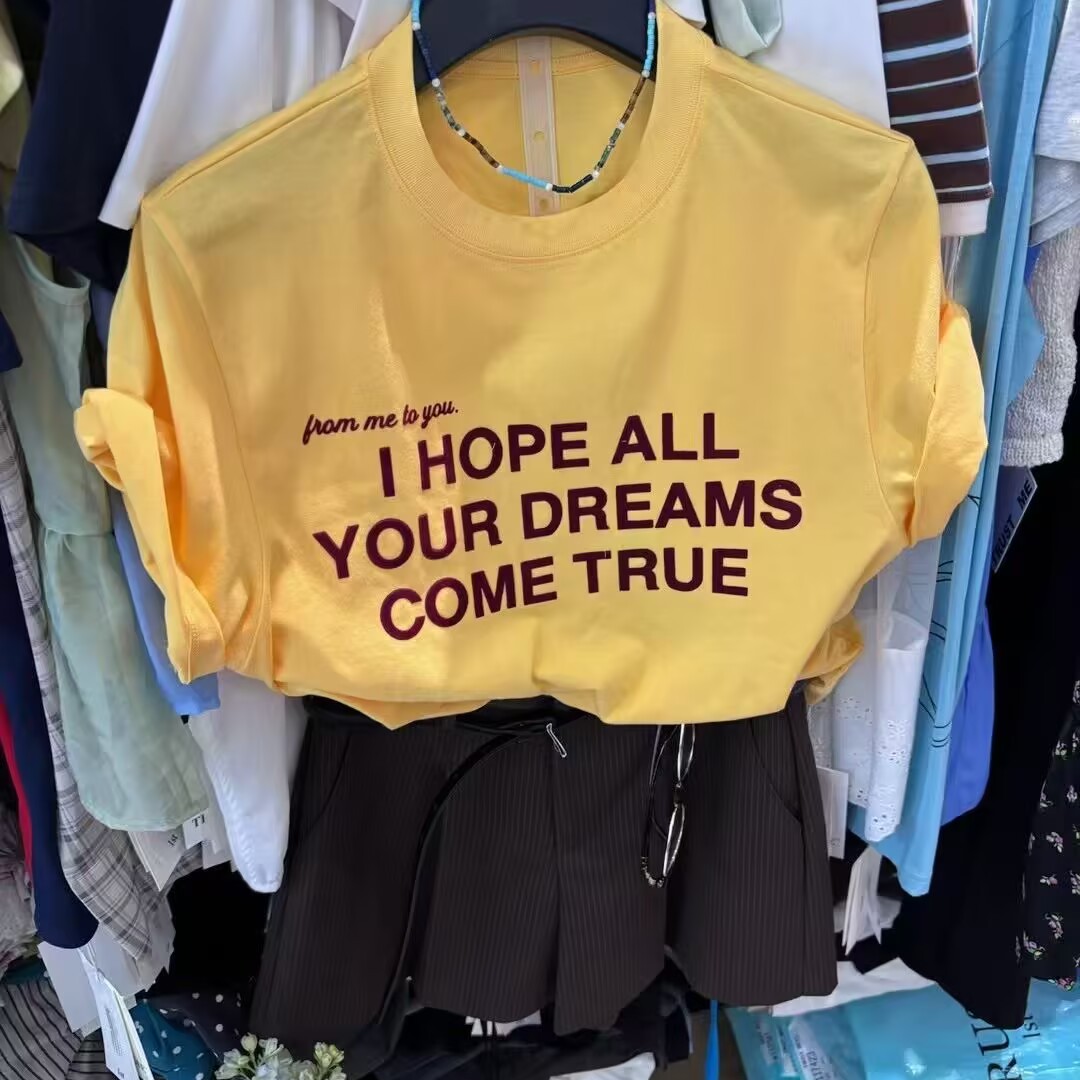 from me to you.
I HOPE ALL
YOUR DREAMS
COME TRUE